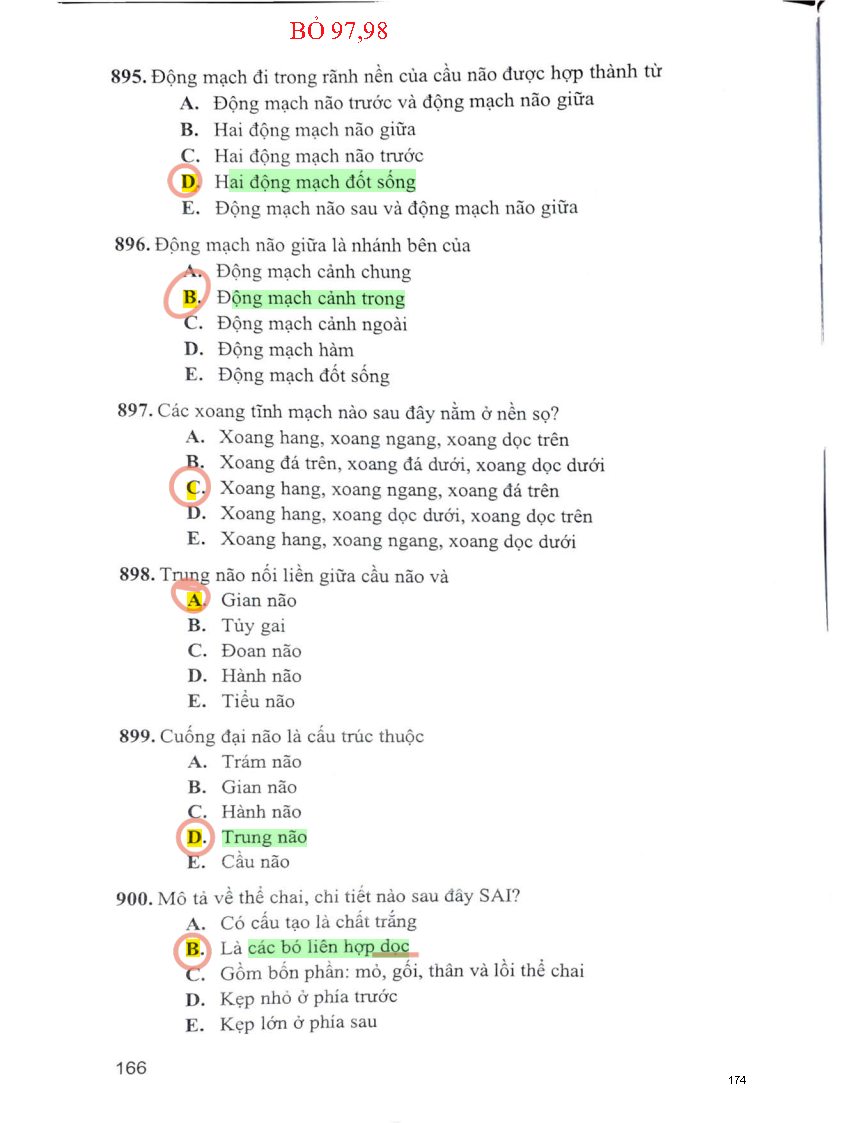 BỎ 97,98
895. Động mạch đi trong rãnh nền của cầu não được hợp thành từ
A. Động mạch não trước và động mạch não giữa
B. Hai động mạch não giữa
C. Hai động mạch não trước
D. Hai động mạch đốt sống
E. Động mạch não sau và động mạch não giữa
896. Động mạch não giữa là nhánh bên của
A. Động mạch cảnh chung
B. Động mạch cảnh trong
C. Động mạch cảnh ngoài
D. Động mạch hàm
E. Động mạch đốt sống
897. Các xoang tĩnh mạch nào sau đây nằm ở nền sọ?
A. Xoang hang, xoang ngang, xoang dọc trên
B. Xoang đá trên, xoang đá dưới, xoang dọc dưới
C. Xoang hang, xoang ngang, xoang đá trên
D. Xoang hang, xoang dọc dưới, xoang dọc trên
E. Xoang hang, xoang ngang, xoang dọc dưới
898. Trung não nối liền giữa cầu não và
A. Gian não
B. Tủy gai
C. Đoan não
D. Hành não
E. Tiểu não
899. Cuống đại não là cấu trúc thuộc
A. Trám não
B. Gian não
C. Hành não
D. Trung não
E. Cầu não
900. Mô tả về thể chai, chi tiết nào sau đây SAI?
A. Có cấu tạo là chất trắng
B. Là các bó liên hợp dọc
C. Gồm bốn phần: mỏ, gối, thân và lồi thể chai
D. Kẹp nhỏ ở phía trước
E. Kẹp lớn ở phía sau
166
174